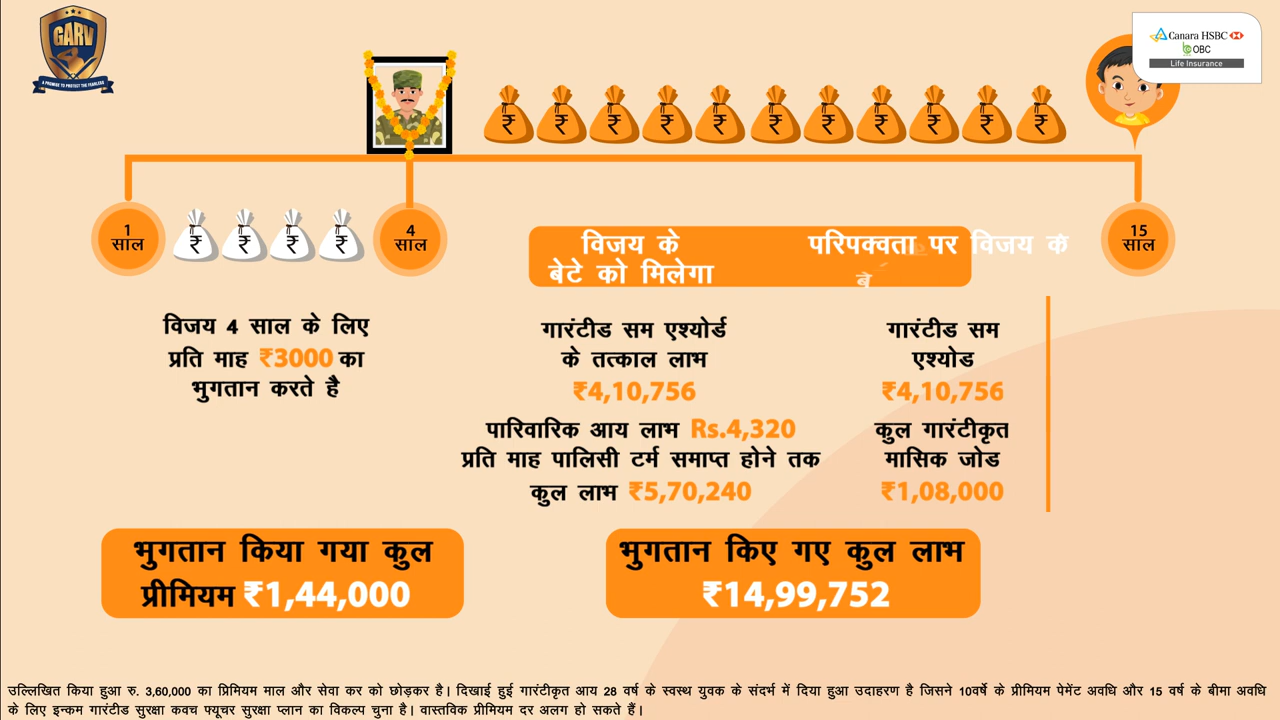 GARV
A PROMISE TO PROTECT THE FEARLESS
Canara HSBC
OBC
Life Insurance
₹ ₹ ₹ ₹ ₹ ₹ ₹ ₹ ₹ ₹ ₹
1
साल
₹ ₹ ₹ ₹
4
साल
15
साल
विजय के
बेटे को मिलेगा
परिपक्वता पर विजय के
बे
विजय 4 साल के लिए
प्रति माह ₹3000 का
भुगतान करते है
गारंटीड सम एश्योर्ड
के तत्काल लाभ
₹4,10,756
पारिवारिक आय लाभ Rs.4,320
प्रति माह पालिसी टर्म समाप्त होने तक
कुल लाभ ₹5,70,240
गारंटीड सम
एश्योड
₹4,10,756
कुल गारंटीकृत
मासिक जोड
₹1,08,000
भुगतान किया गया कुल
प्रीमियम ₹1,44,000
भुगतान किए गए कुल लाभ
₹14,99,752
उल्लिखित किया हुआ रु. 3,60,000 का प्रिमियम माल और सेवा कर को छोड़कर है। दिखाई हुई गारंटीकृत आय 28 वर्ष के स्वस्थ युवक के संदर्भ में दिया हुआ उदाहरण है जिसने 10वर्षे के प्रीमियम पेमेंट अवधि और 15 वर्ष के बीमा अवधि
के लिए इन्कम गारंटीड सुरक्षा कवच फ्यूचर सुरक्षा प्लान का विकल्प चुना है। वास्तविक प्रीमियम दर अलग हो सकते हैं।